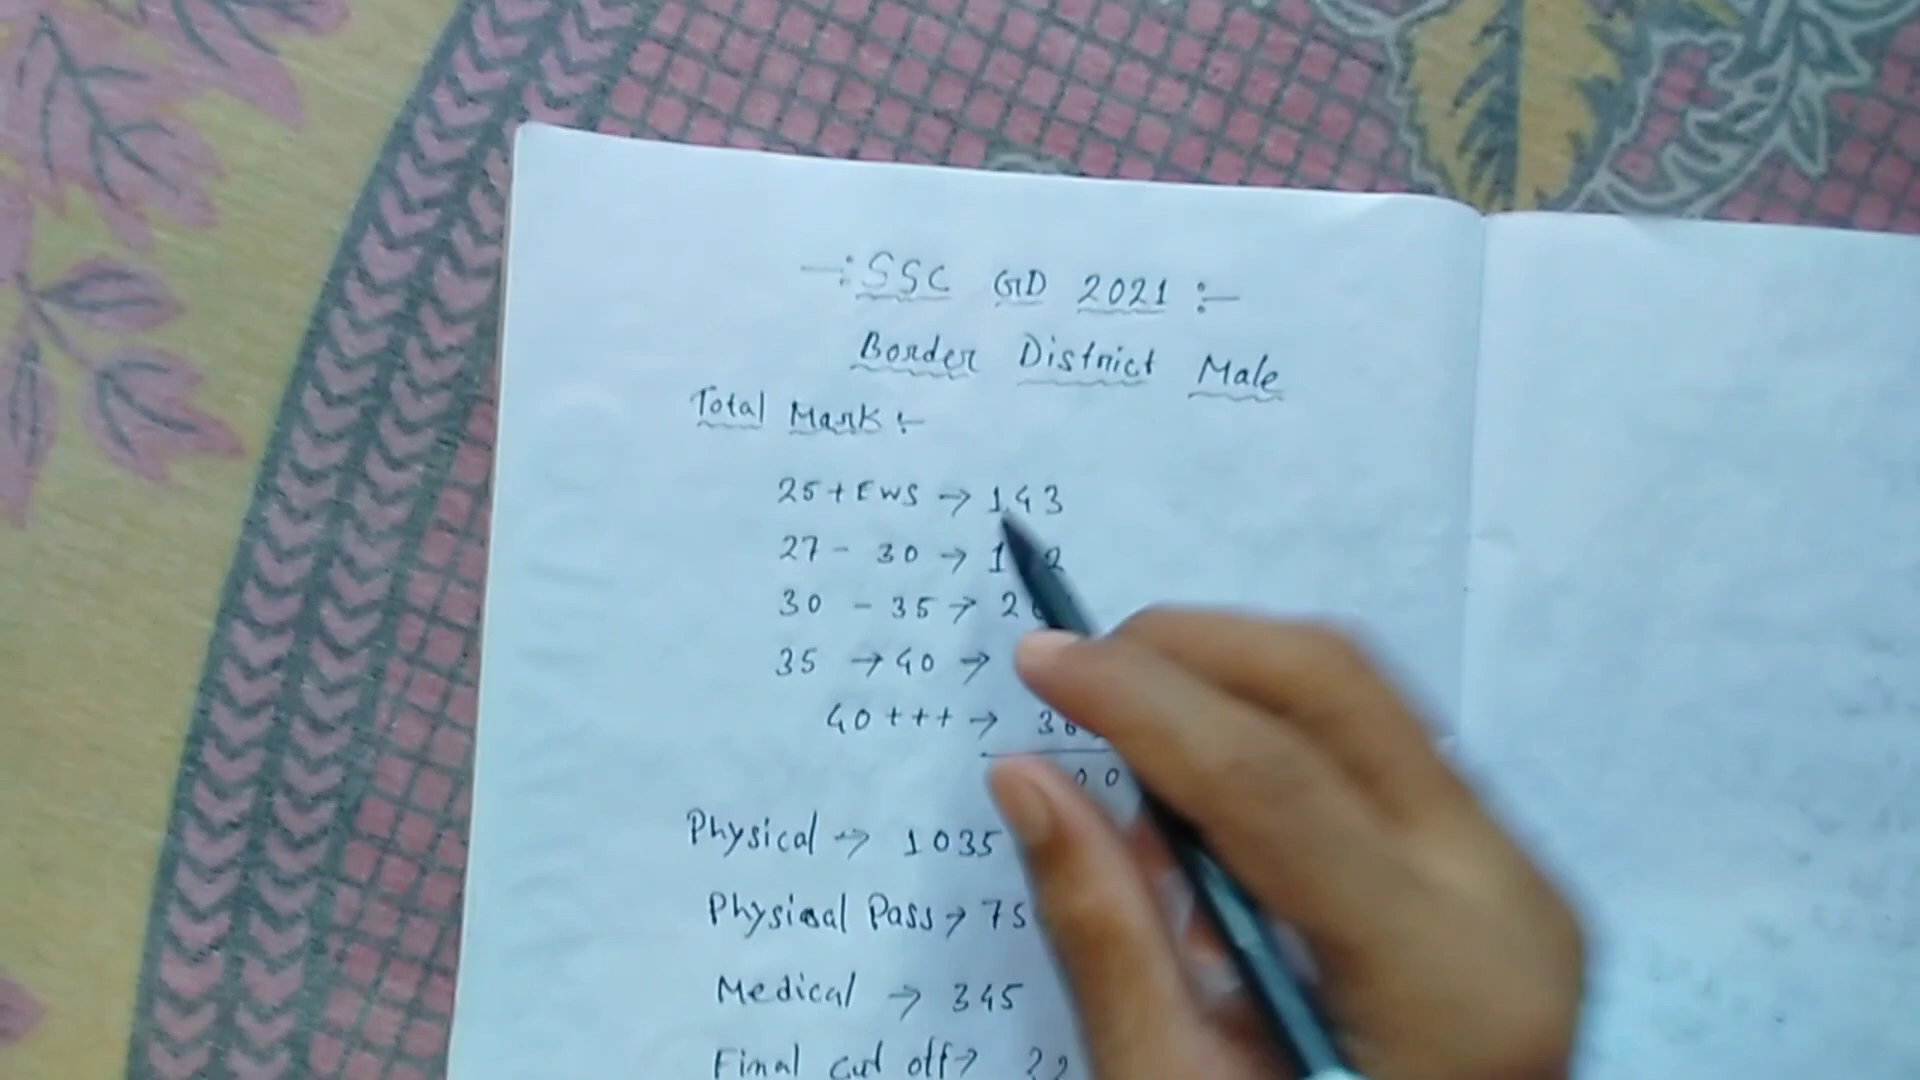 -: SSC GD 2021 :-
Border District Male
Total Mark :-
25 + EWS → 143
27 - 30 →
30 - 35 →
35 → 40 →
40 +++ →
Physical → 1035
Physical Pass →
Medical → 345
Final cut off →